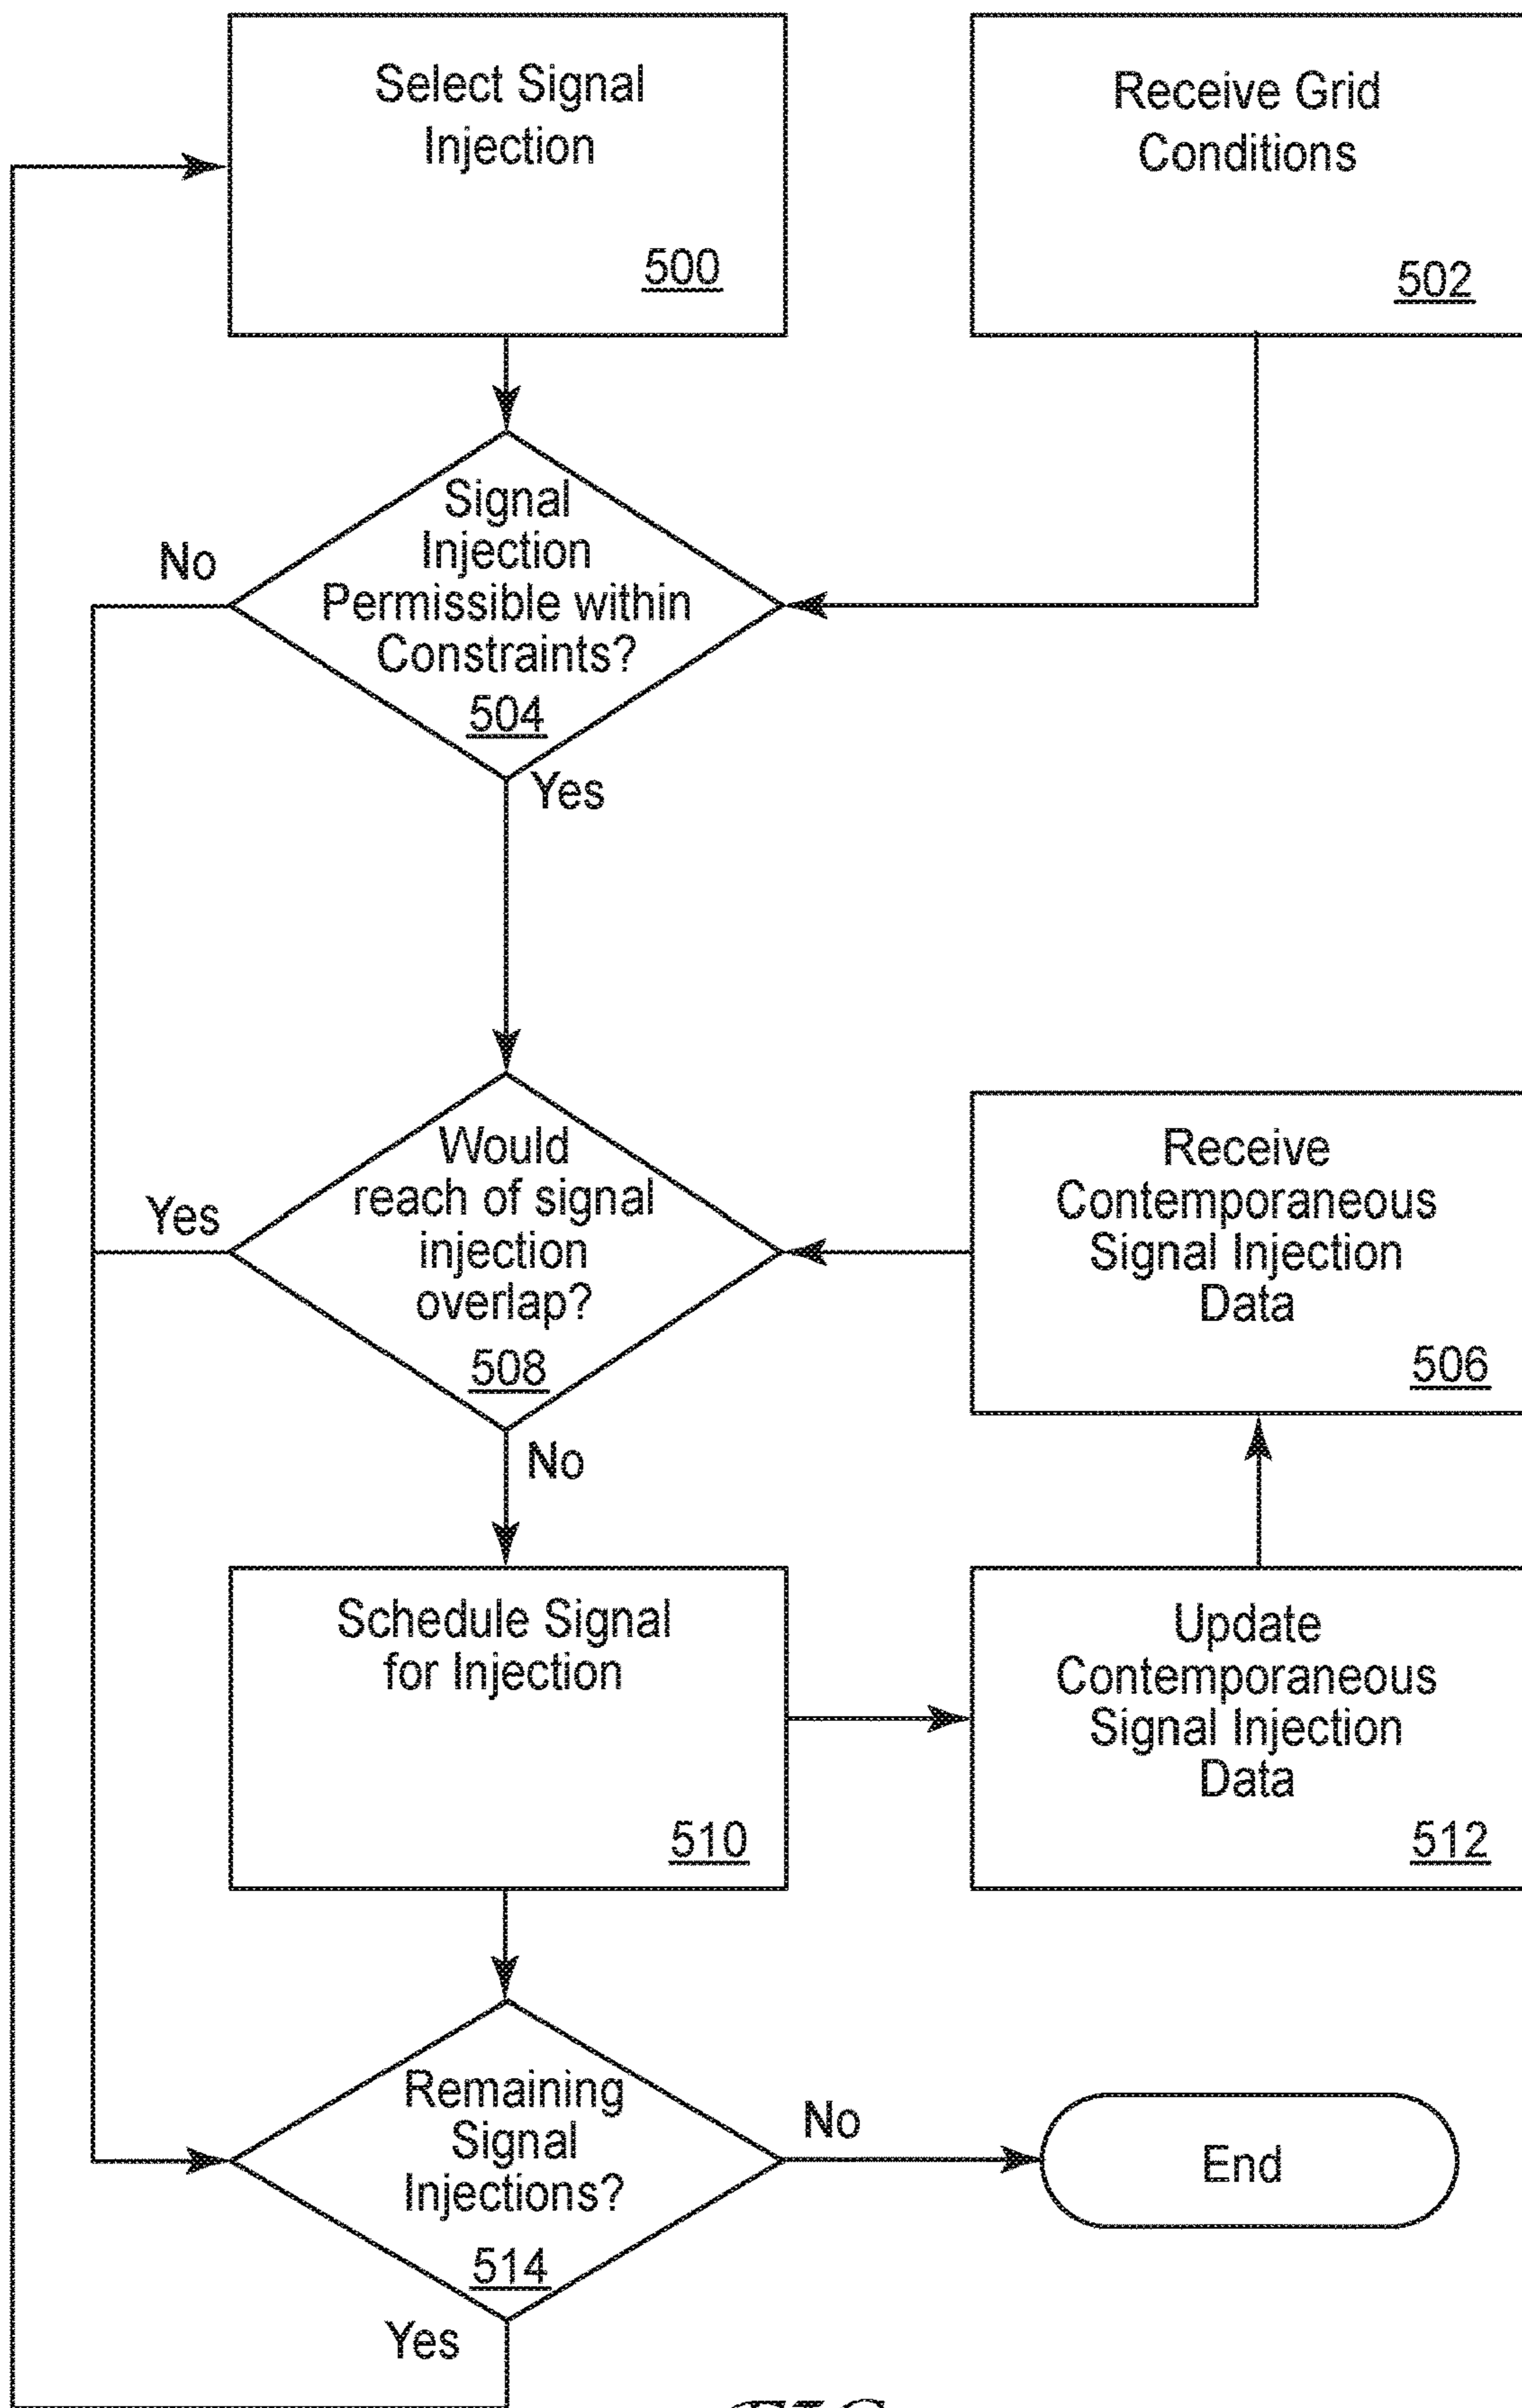 Select Signal
Injection
500
Receive Grid
Conditions
502
Signal
Injection
Permissible within
Constraints?
504
No
Yes
Would
reach of signal
injection
overlap?
508
Yes
No
Receive
Contemporaneous
Signal Injection
Data
506
Schedule Signal
for Injection
510
Update
Contemporaneous
Signal Injection
Data
512
Remaining
Signal
Injections?
514
No
Yes
End